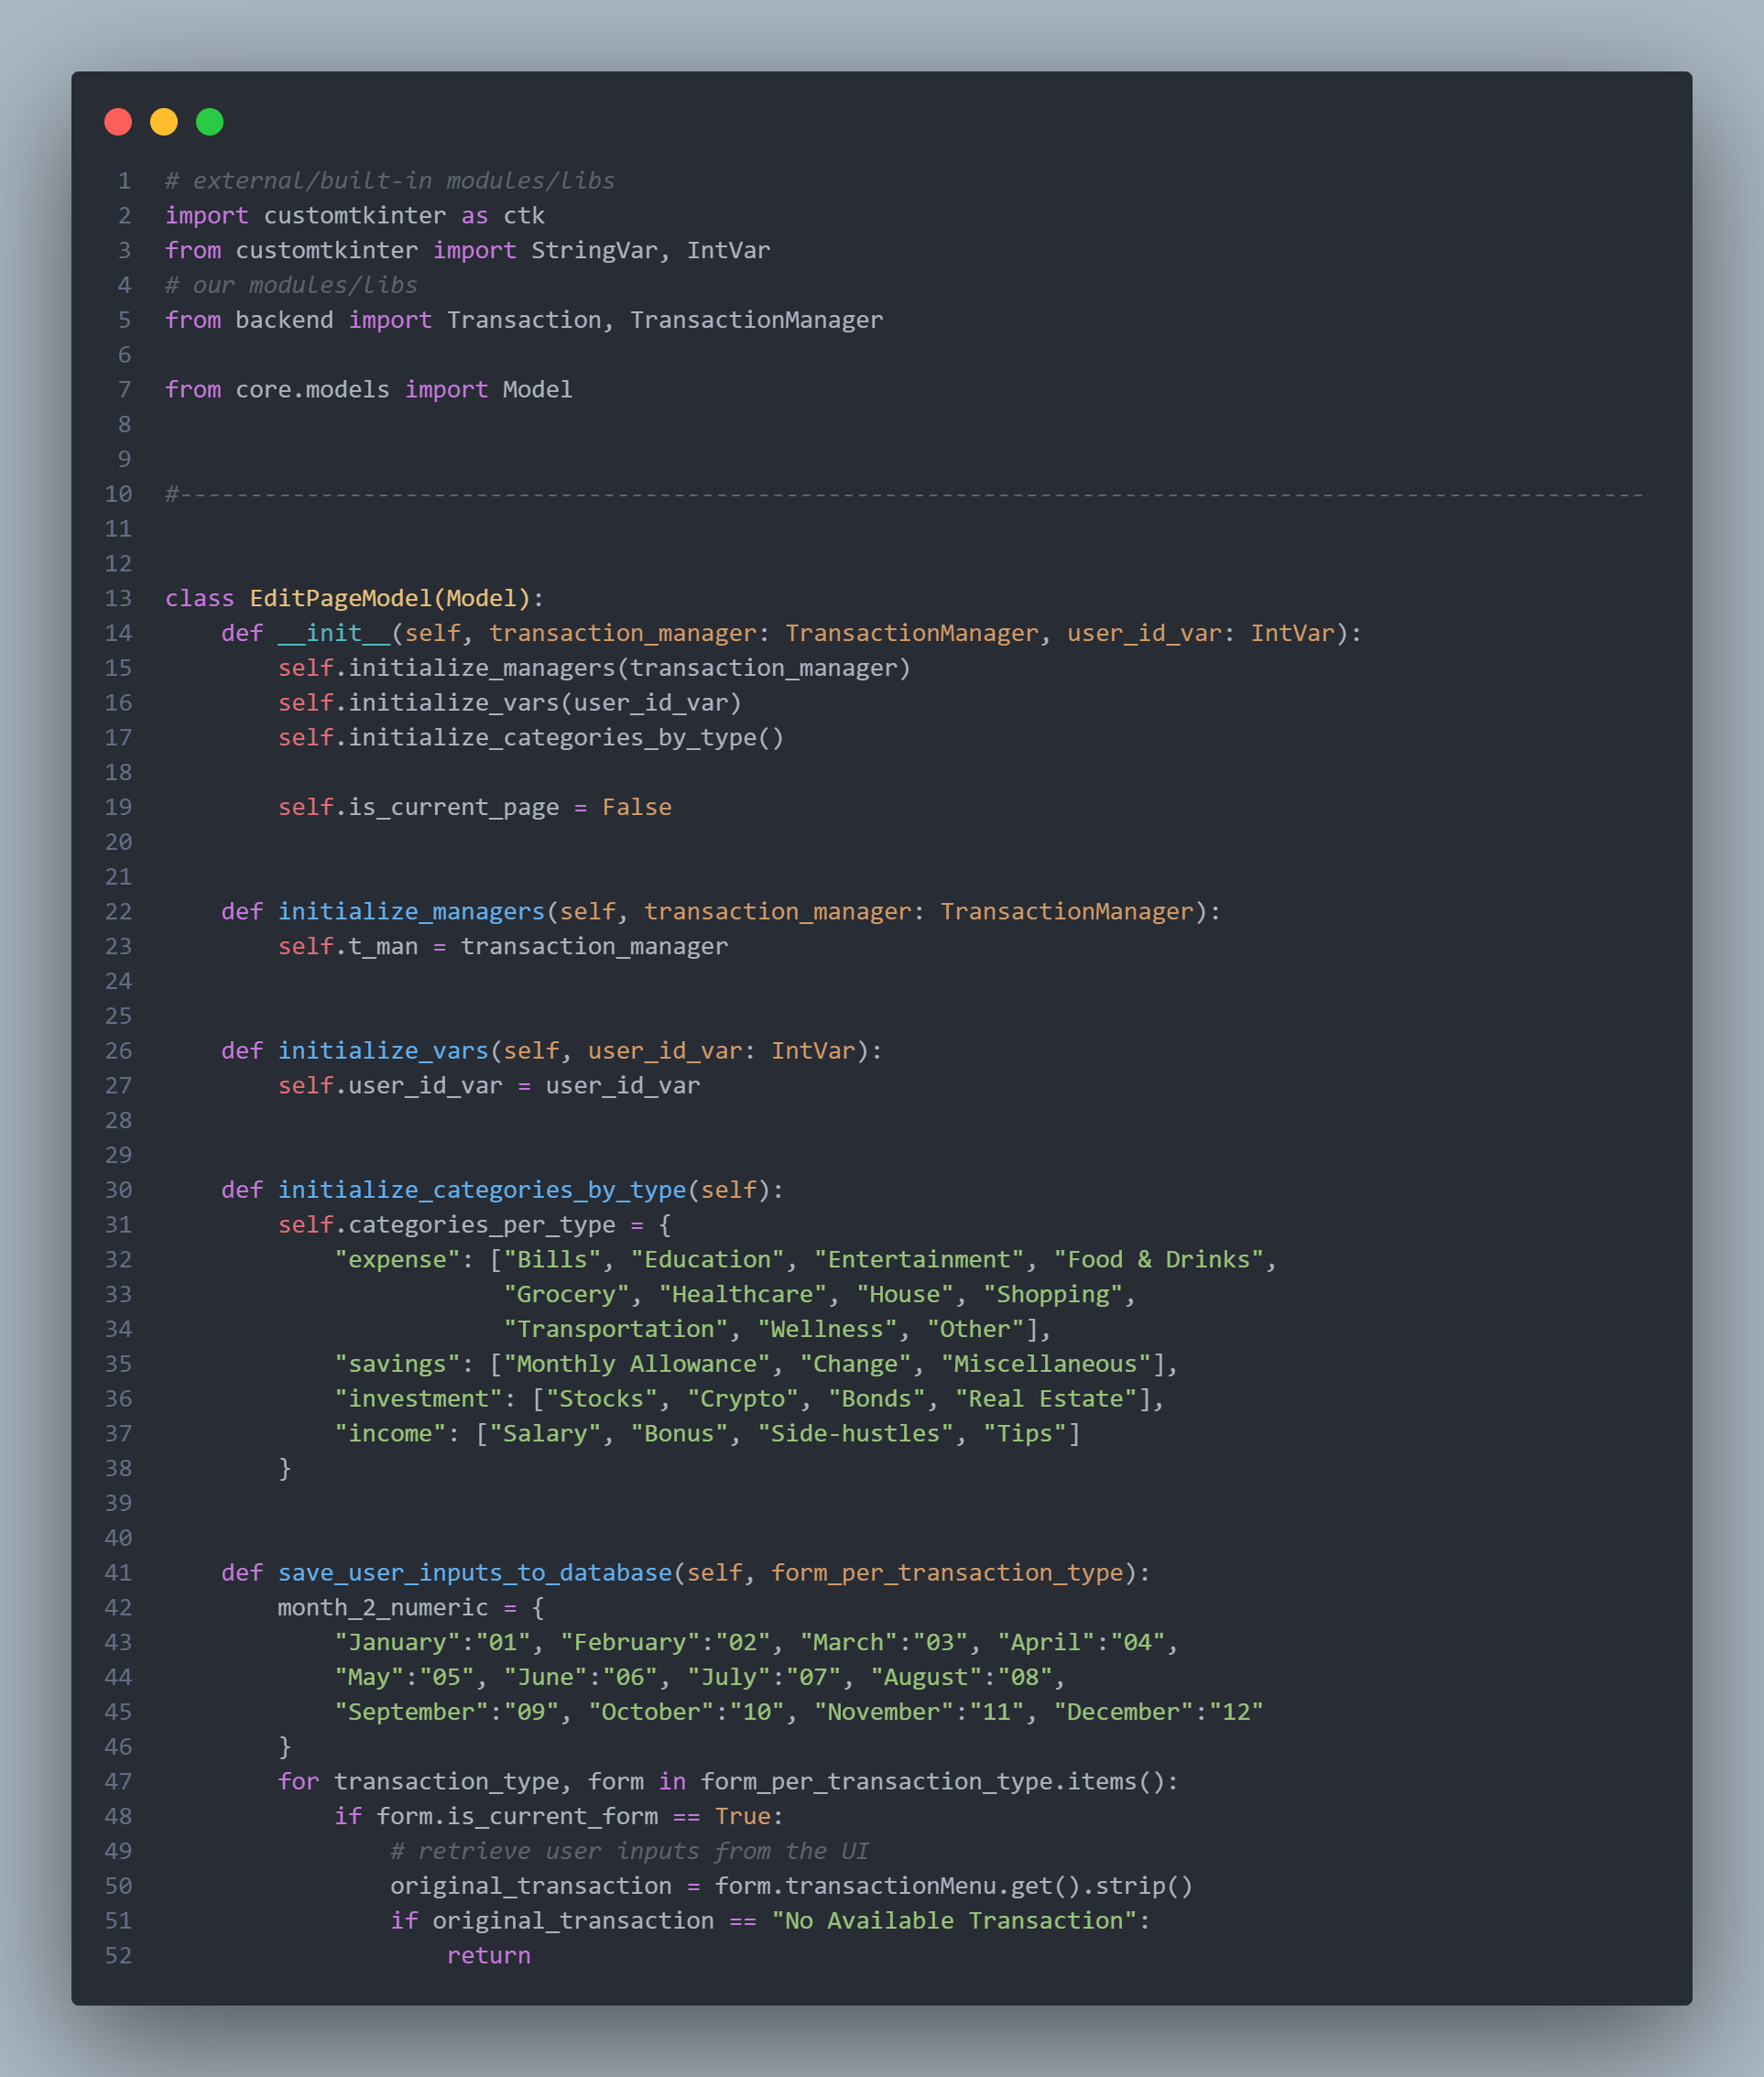 1 # external/built-in modules/libs
2 import customtkinter as ctk
3 from customtkinter import StringVar, IntVar
4 # our modules/libs
5 from backend import Transaction, TransactionManager
6
7 from core.models import Model
8
9
10 #--------------------------------------------------------------------------------------------------------
11
12
13 class EditPageModel(Model):
14     def __init__(self, transaction_manager: TransactionManager, user_id_var: IntVar):
15         self.initialize_managers(transaction_manager)
16         self.initialize_vars(user_id_var)
17         self.initialize_categories_by_type()
18
19         self.is_current_page = False
20
21
22     def initialize_managers(self, transaction_manager: TransactionManager):
23         self.t_man = transaction_manager
24
25
26     def initialize_vars(self, user_id_var: IntVar):
27         self.user_id_var = user_id_var
28
29
30     def initialize_categories_by_type(self):
31         self.categories_per_type = {
32             "expense": ["Bills", "Education", "Entertainment", "Food & Drinks",
33                         "Grocery", "Healthcare", "House", "Shopping",
34                         "Transportation", "Wellness", "Other"],
35             "savings": ["Monthly Allowance", "Change", "Miscellaneous"],
36             "investment": ["Stocks", "Crypto", "Bonds", "Real Estate"],
37             "income": ["Salary", "Bonus", "Side-hustles", "Tips"]
38         }
39
40
41     def save_user_inputs_to_database(self, form_per_transaction_type):
42         month_2_numeric = {
43             "January":"01", "February":"02", "March":"03", "April":"04",
44             "May":"05", "June":"06", "July":"07", "August":"08",
45             "September":"09", "October":"10", "November":"11", "December":"12"
46         }
47         for transaction_type, form in form_per_transaction_type.items():
48             if form.is_current_form == True:
49                 # retrieve user inputs from the UI
50                 original_transaction = form.transactionMenu.get().strip()
51                 if original_transaction == "No Available Transaction":
52                     return